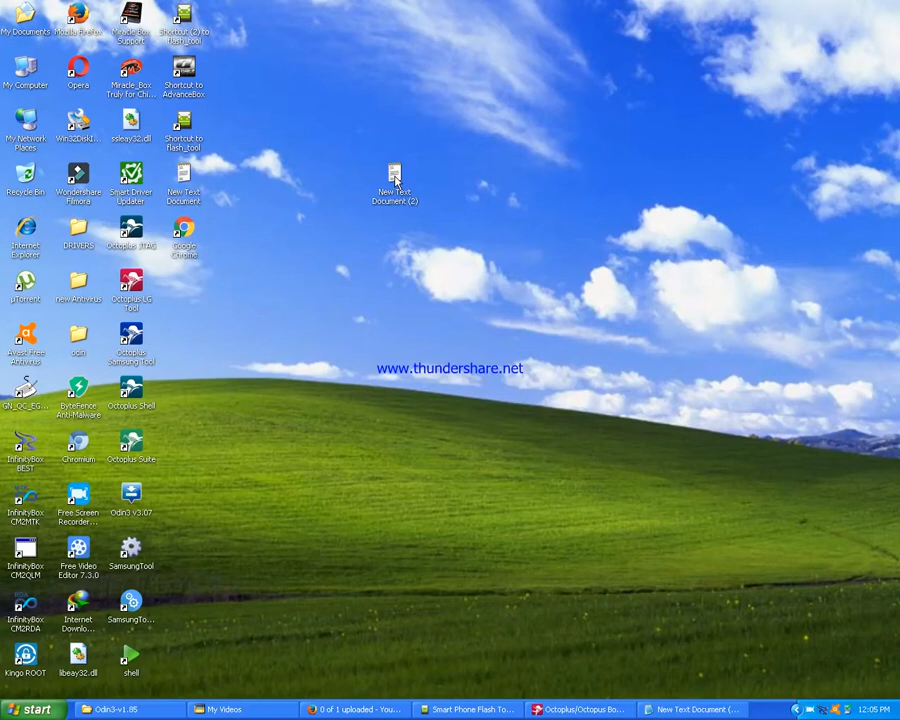 My Documents
Mozilla Firefox
Miracle Box
Support
Shortcut (2) to
flash_tool
My Computer
Opera
Miracle_Box
Truly for Chi...
Shortcut to
AdvanceBox
My Network
Places
Win32DiskI...
ssleay32.dll
Shortcut to
flash_tool
Recycle Bin
Wondershare
Filmora
Smart Driver
Updater
New Text
Document
New Text
Document (2)
Internet
Explorer
DRIVERS
Octoplus JTAG
Google
Chrome
µTorrent
new Antivirus
Octoplus LG
Tool
Avast Free
Antivirus
odin
Octoplus
Samsung Tool
www.thundershare.net
GN_QC_EG...
ByteFence
Anti-Malware
Octoplus Shell
InfinityBox
BEST
Chromium
Octoplus Suite
InfinityBox
CM2MTK
Free Screen
Recorder...
Odin3 v3.07
InfinityBox
CM2QLM
Free Video
Editor 7.3.0
SamsungTool
InfinityBox
CM2RDA
Internet
Downlo...
SamsungTo...
Kingo ROOT
libeay32.dll
shell
start
Odin3-v1.85
My Videos
0 of 1 uploaded - You...
Smart Phone Flash To...
Octoplus/Octopus Bo...
New Text Document (...
12:05 PM